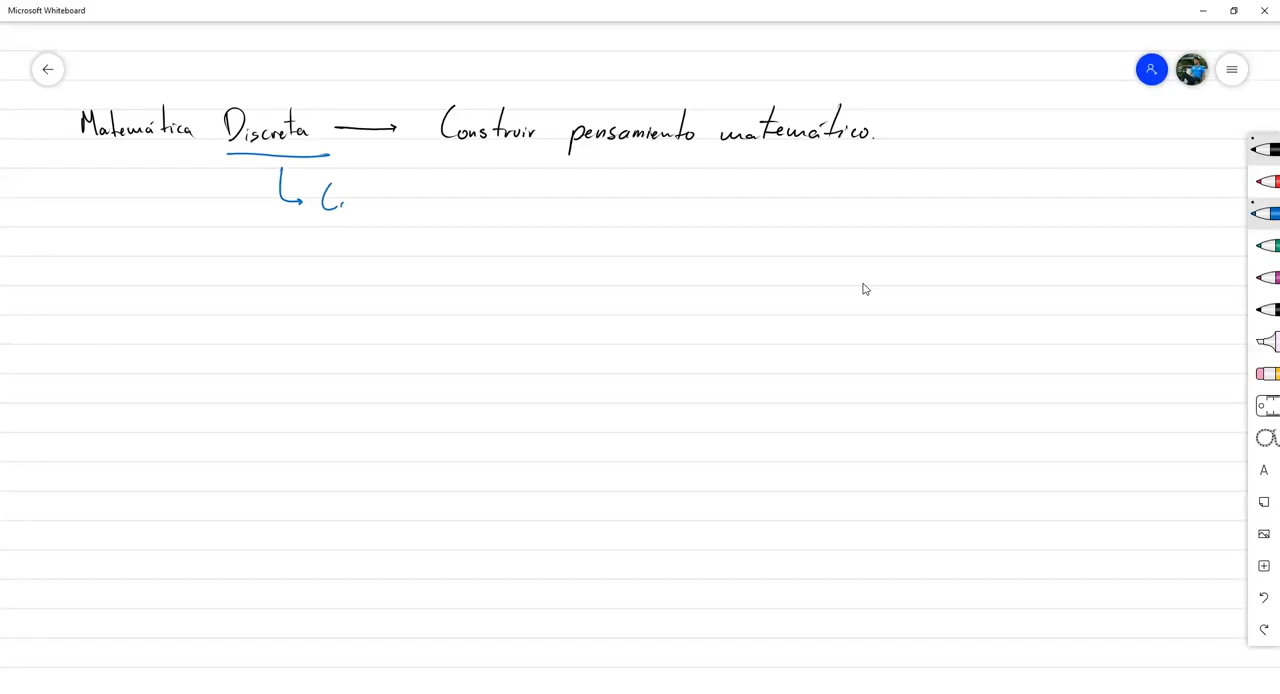 Microsoft Whiteboard
Matemática Discreta → Construir pensamiento matemático.
↳ C